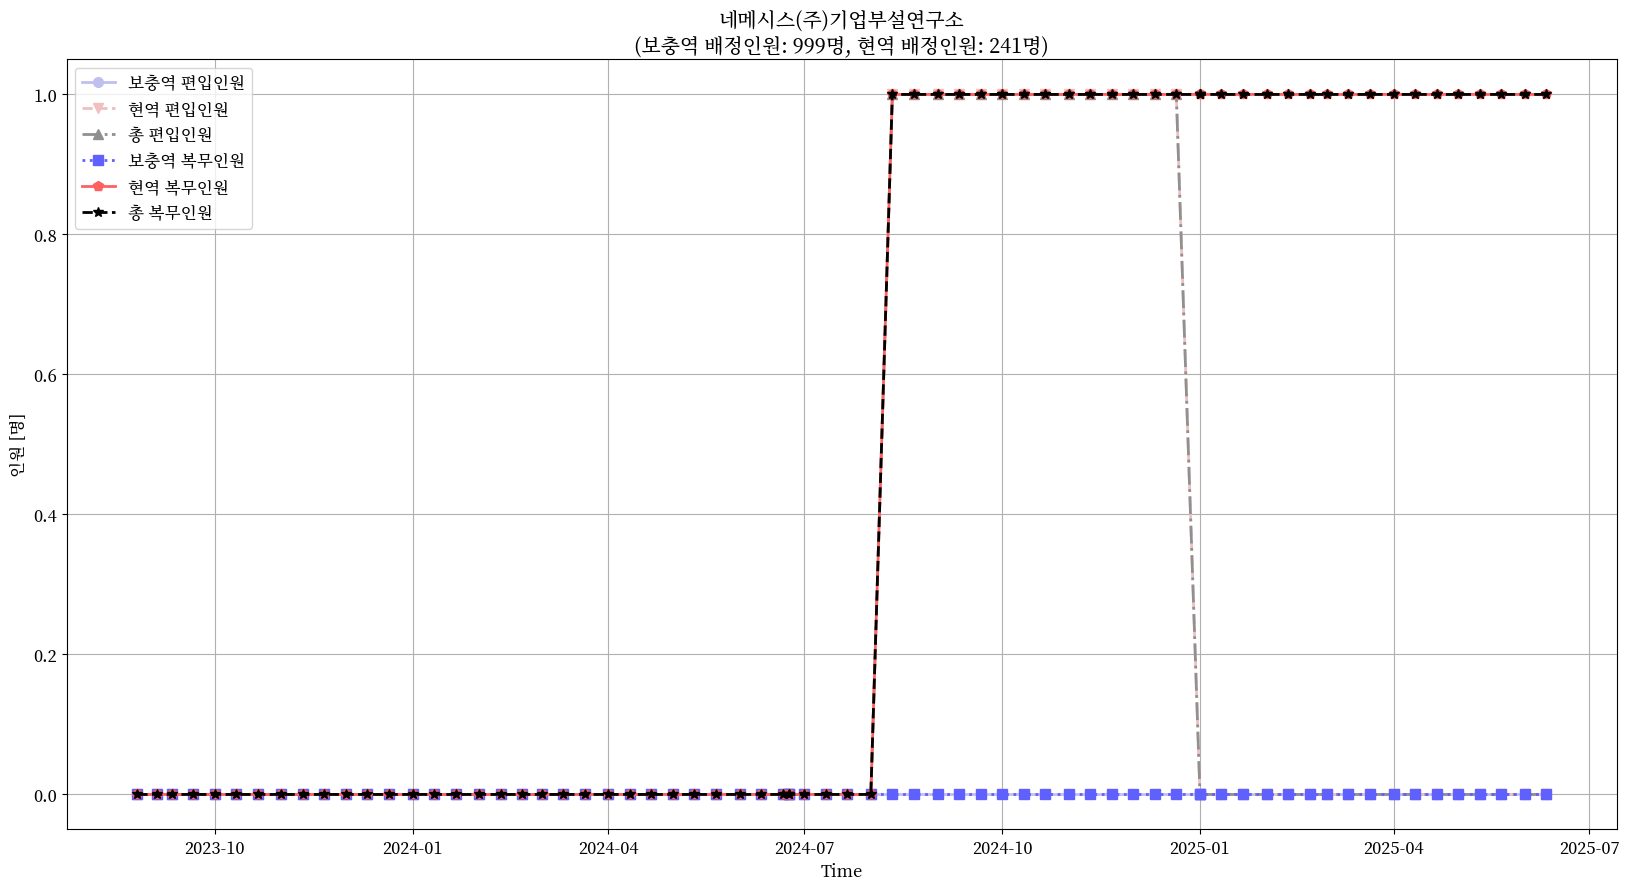 네메시스(주)기업부설연구소
(보충역 배정인원: 999명, 현역 배정인원: 241명)
보충역 편입인원
현역 편입인원
총 편입인원
보충역 복무인원
현역 복무인원
총 복무인원
인원 [명]
1.0
0.8
0.6
0.4
0.2
0.0
2023-10
2024-01
2024-04
2024-07
2024-10
2025-01
2025-04
2025-07
Time